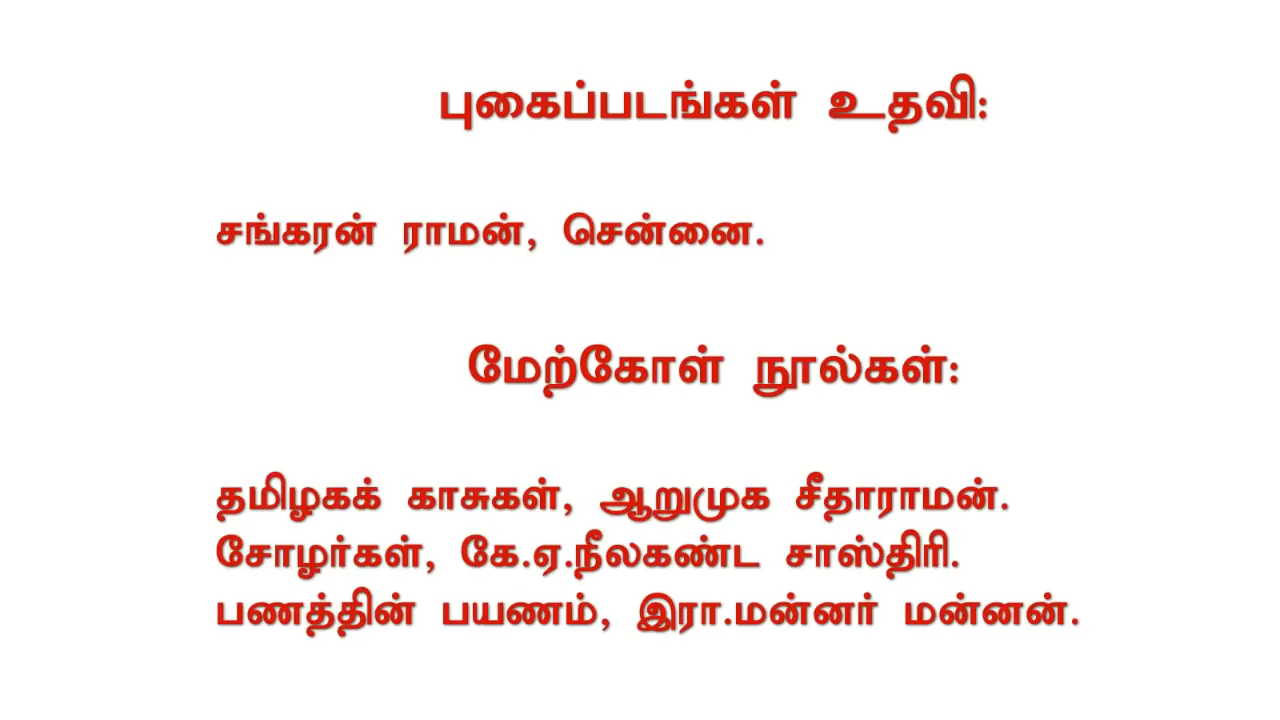 புகைப்படங்கள் உதவி:
சங்கரன் ராமன், சென்னை.
மேற்கோள் நூல்கள்:
தமிழகக் காசுகள், ஆறுமுக சீதாராமன்.
சோழர்கள், கே.ஏ.நீலகண்ட சாஸ்திரி.
பணத்தின் பயணம், இரா.மன்னர் மன்னன்.